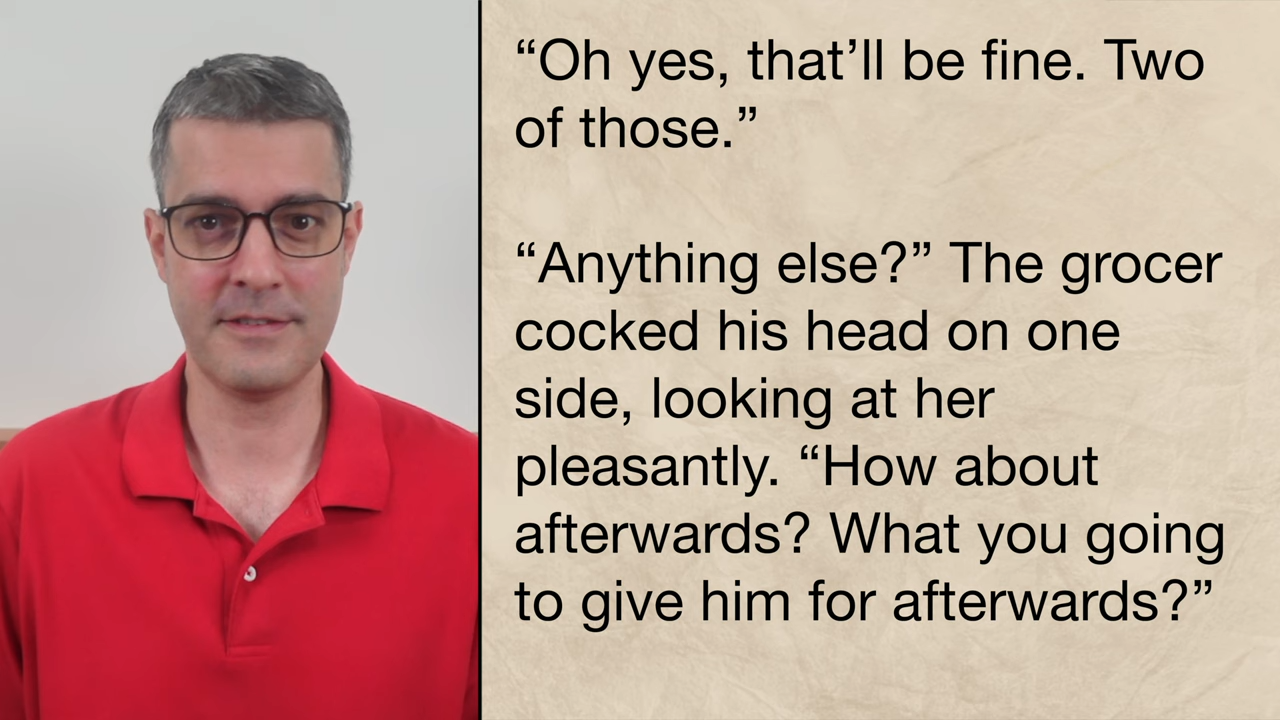 “Oh yes, that’ll be fine. Two
of those.”
“Anything else?” The grocer
cocked his head on one
side, looking at her
pleasantly. “How about
afterwards? What you going
to give him for afterwards?”